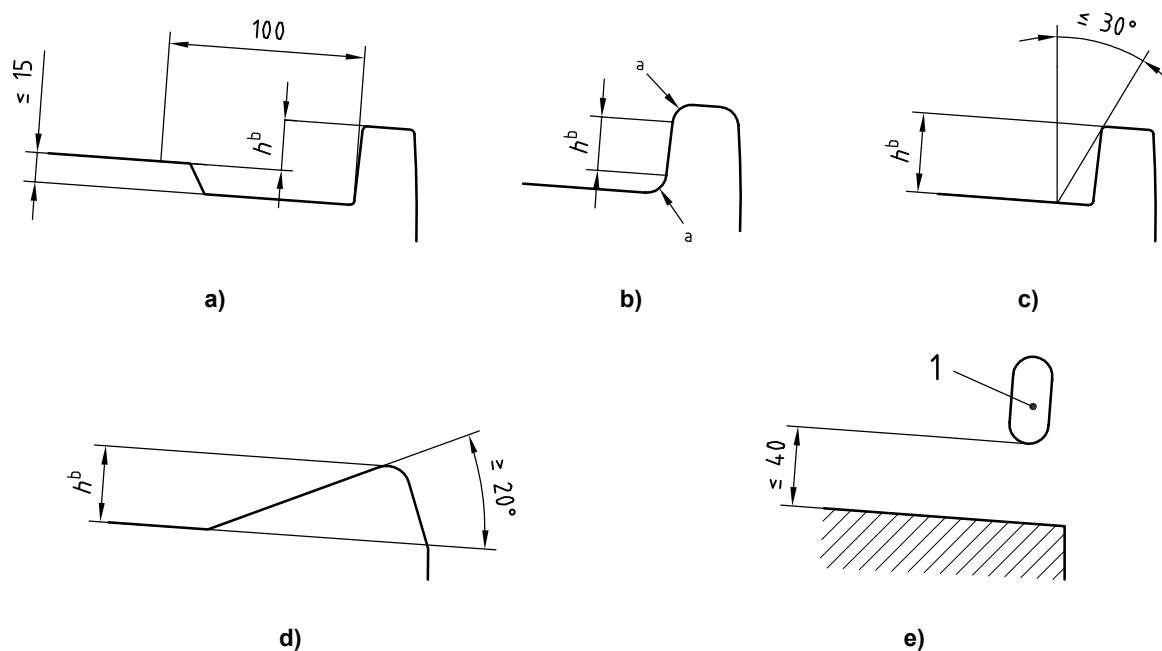 100
≤ 15
h^b
a)
a
h^b
a
b)
≤ 30°
h^b
c)
h^b
≥ 20°
d)
1
≤ 40
e)